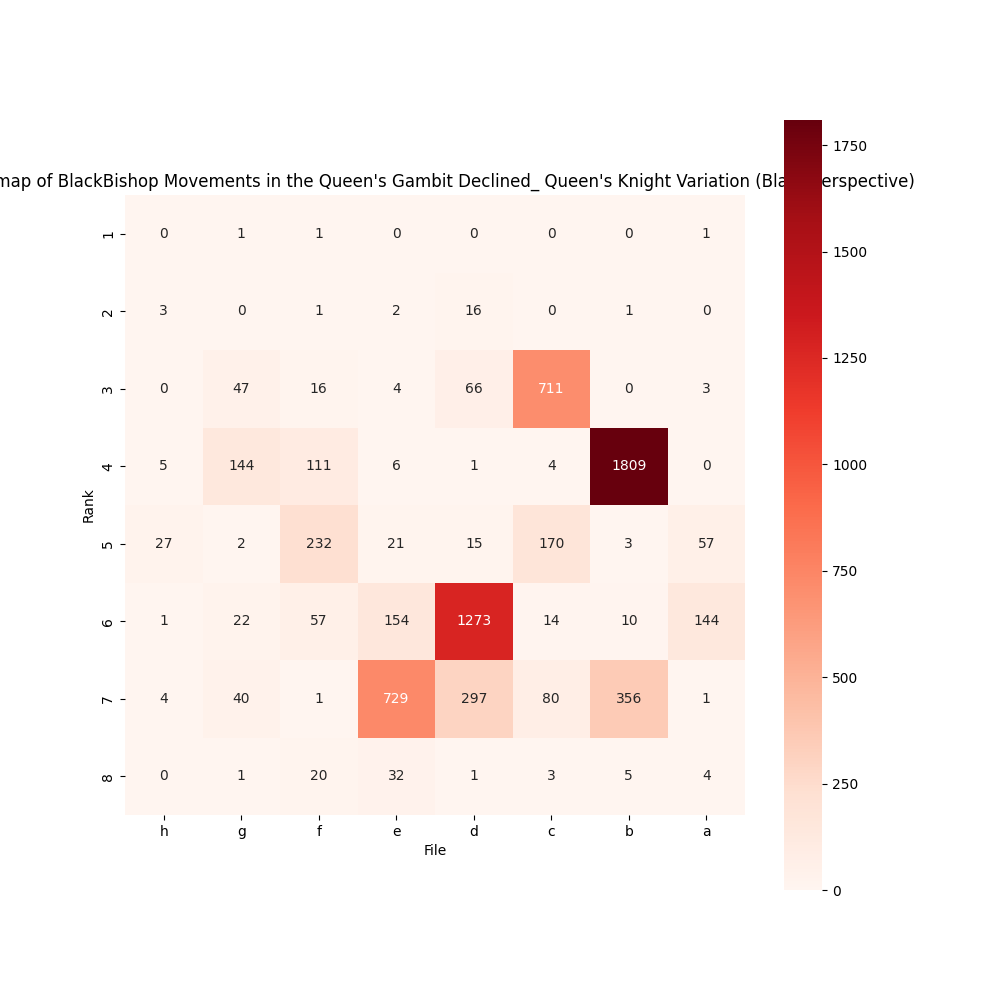 map of BlackBishop Movements in the Queen's Gambit Declined_ Queen's Knight Variation (Bla erspective)
1 0 1 1 0 0 0 0 1
2 3 0 1 2 16 0 1 0
3 0 47 16 4 66 711 0 3
4 5 144 111 6 1 4 1809 0
5 27 2 232 21 15 170 3 57
6 1 22 57 154 1273 14 10 144
7 4 40 1 729 297 80 356 1
8 0 1 20 32 1 3 5 4
h g f e d c b a
File
Rank
1750
1500
1250
1000
750
500
250
0